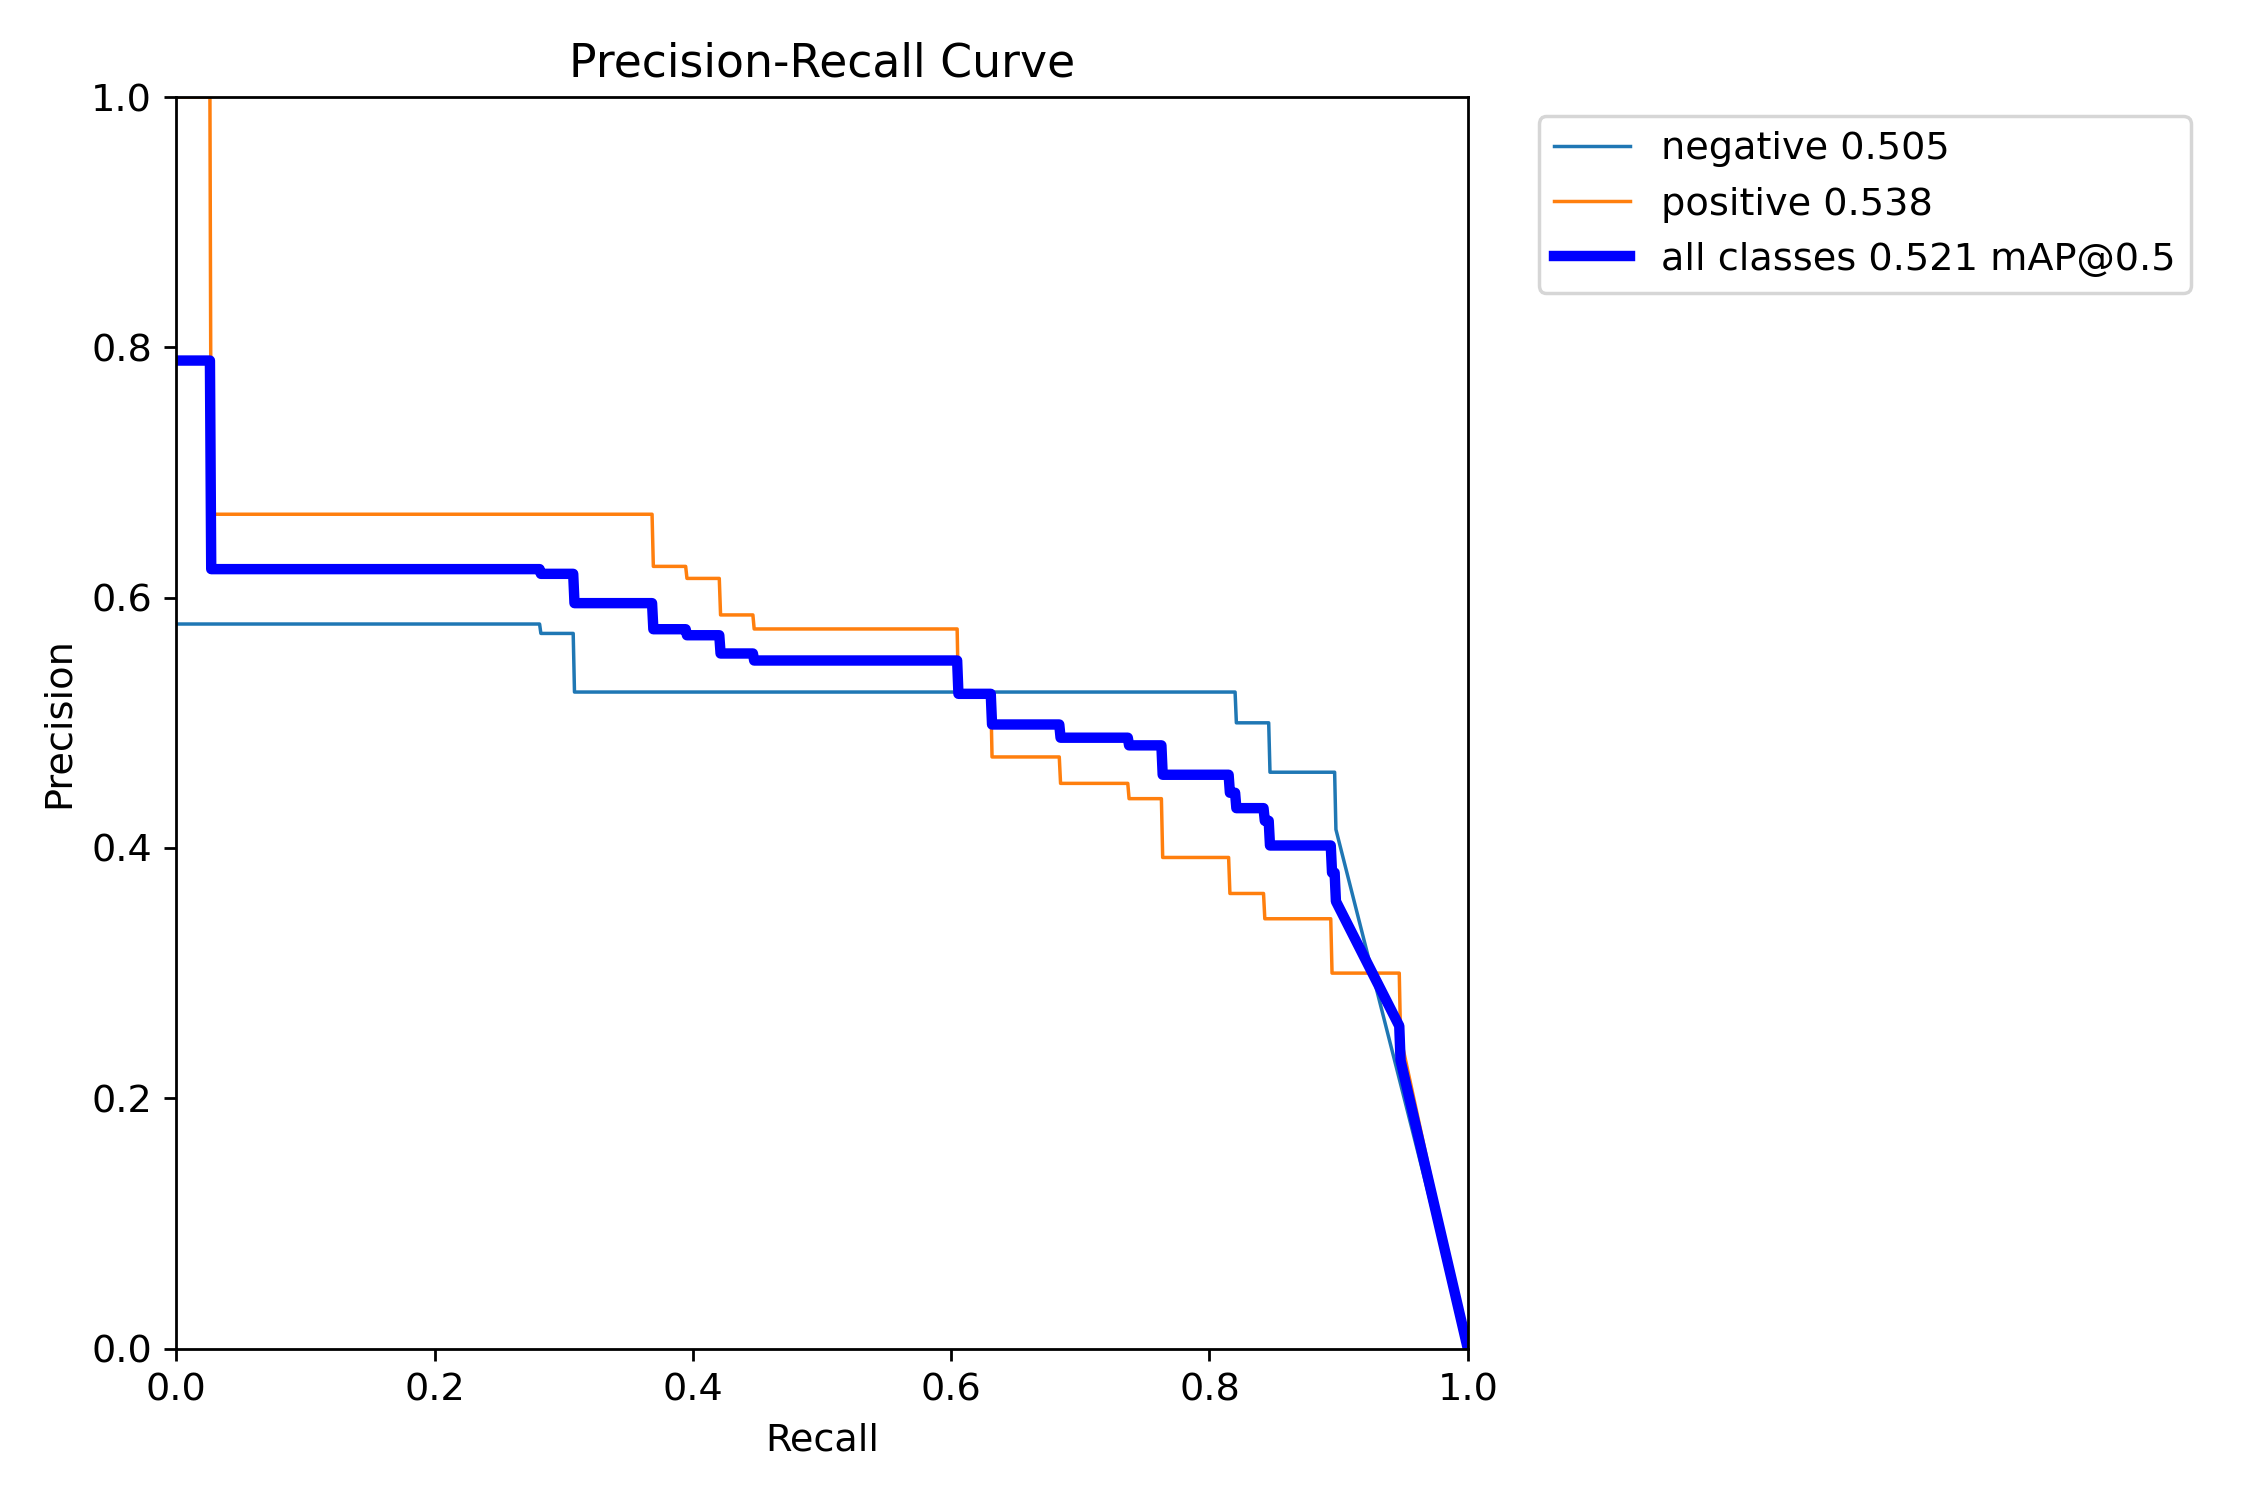 Precision-Recall Curve
1.0
0.8
0.6
0.4
0.2
0.0
Precision
0.0 0.2 0.4 0.6 0.8 1.0
Recall
negative 0.505
positive 0.538
all classes 0.521 mAP@0.5